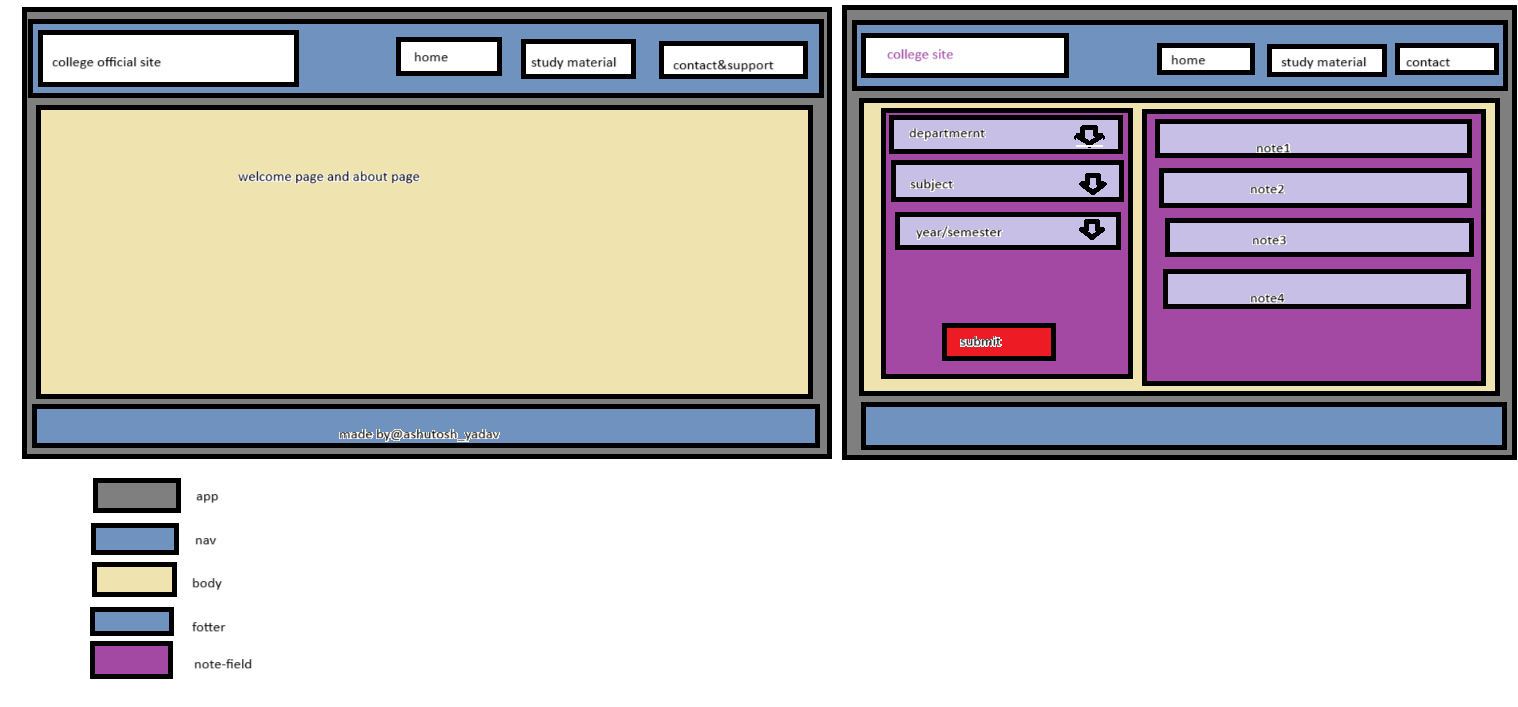 college official site
home
study material
contact&support
welcome page and about page
made by@ashutosh_yadav
college site
home
study material
contact
departmernt
subject
year/semester
submit
note1
note2
note3
note4
app
nav
body
fotter
note-field